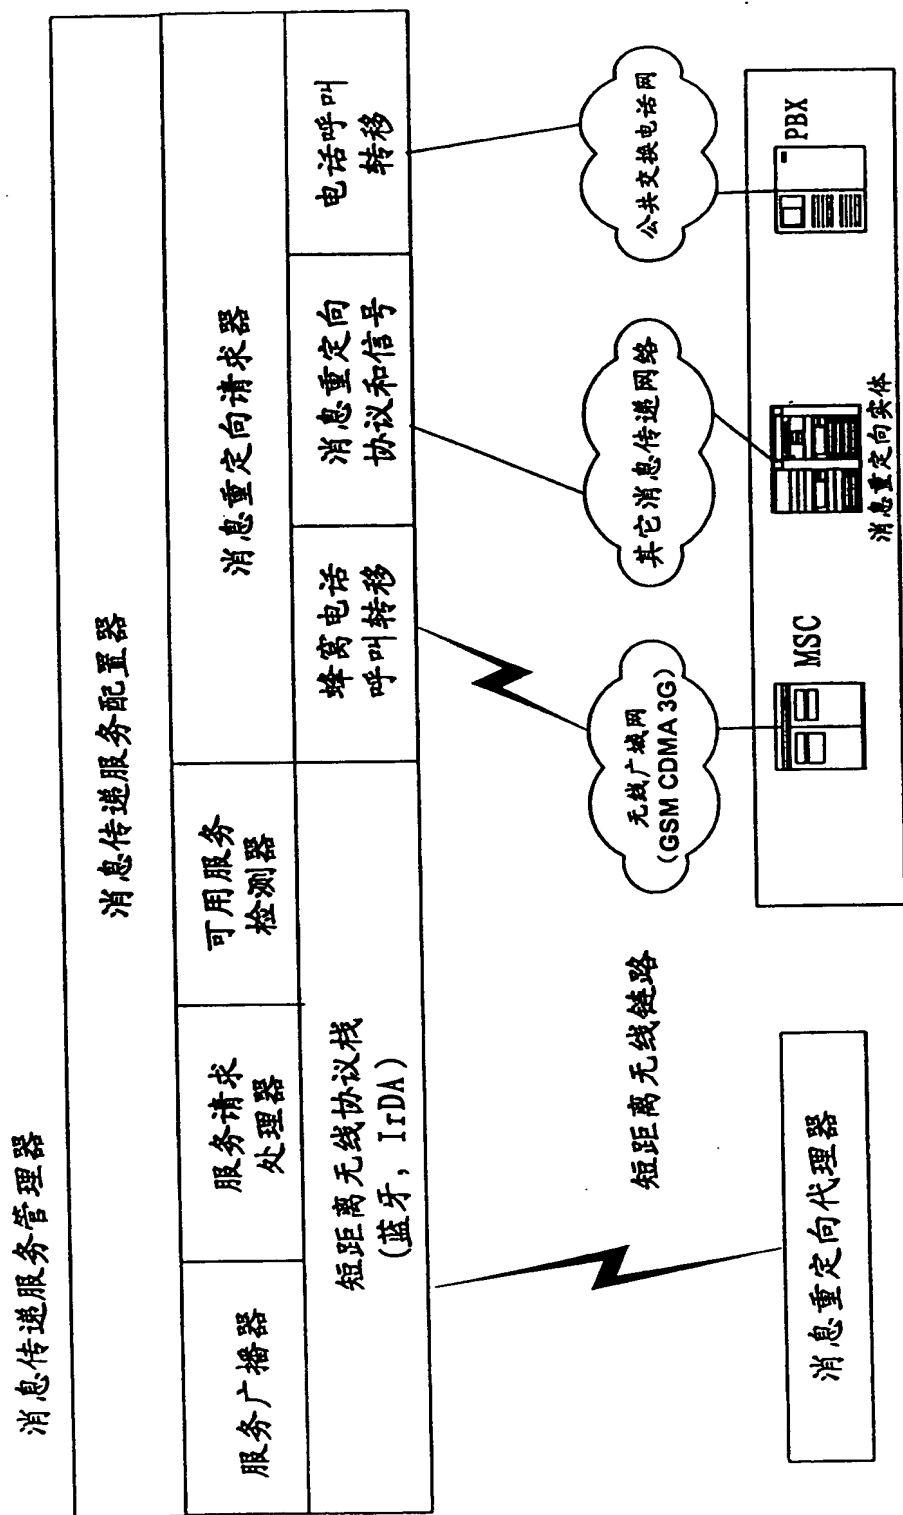 消息传递服务管理器
消息传递服务配置器
服务广播器
服务请求
处理器
可用服务
检测器
消息重定向请求器
短距离无线协议栈
(蓝牙, IrDA)
蜂窝电话
呼叫转移
消息重定向
协议和信号
电话呼叫
转移
短距离无线链路
无线广域网
(GSM CDMA 3G)
其它消息传递网络
公共交换电话网
消息重定向代理器
MSC
消息重定向实体
PBX